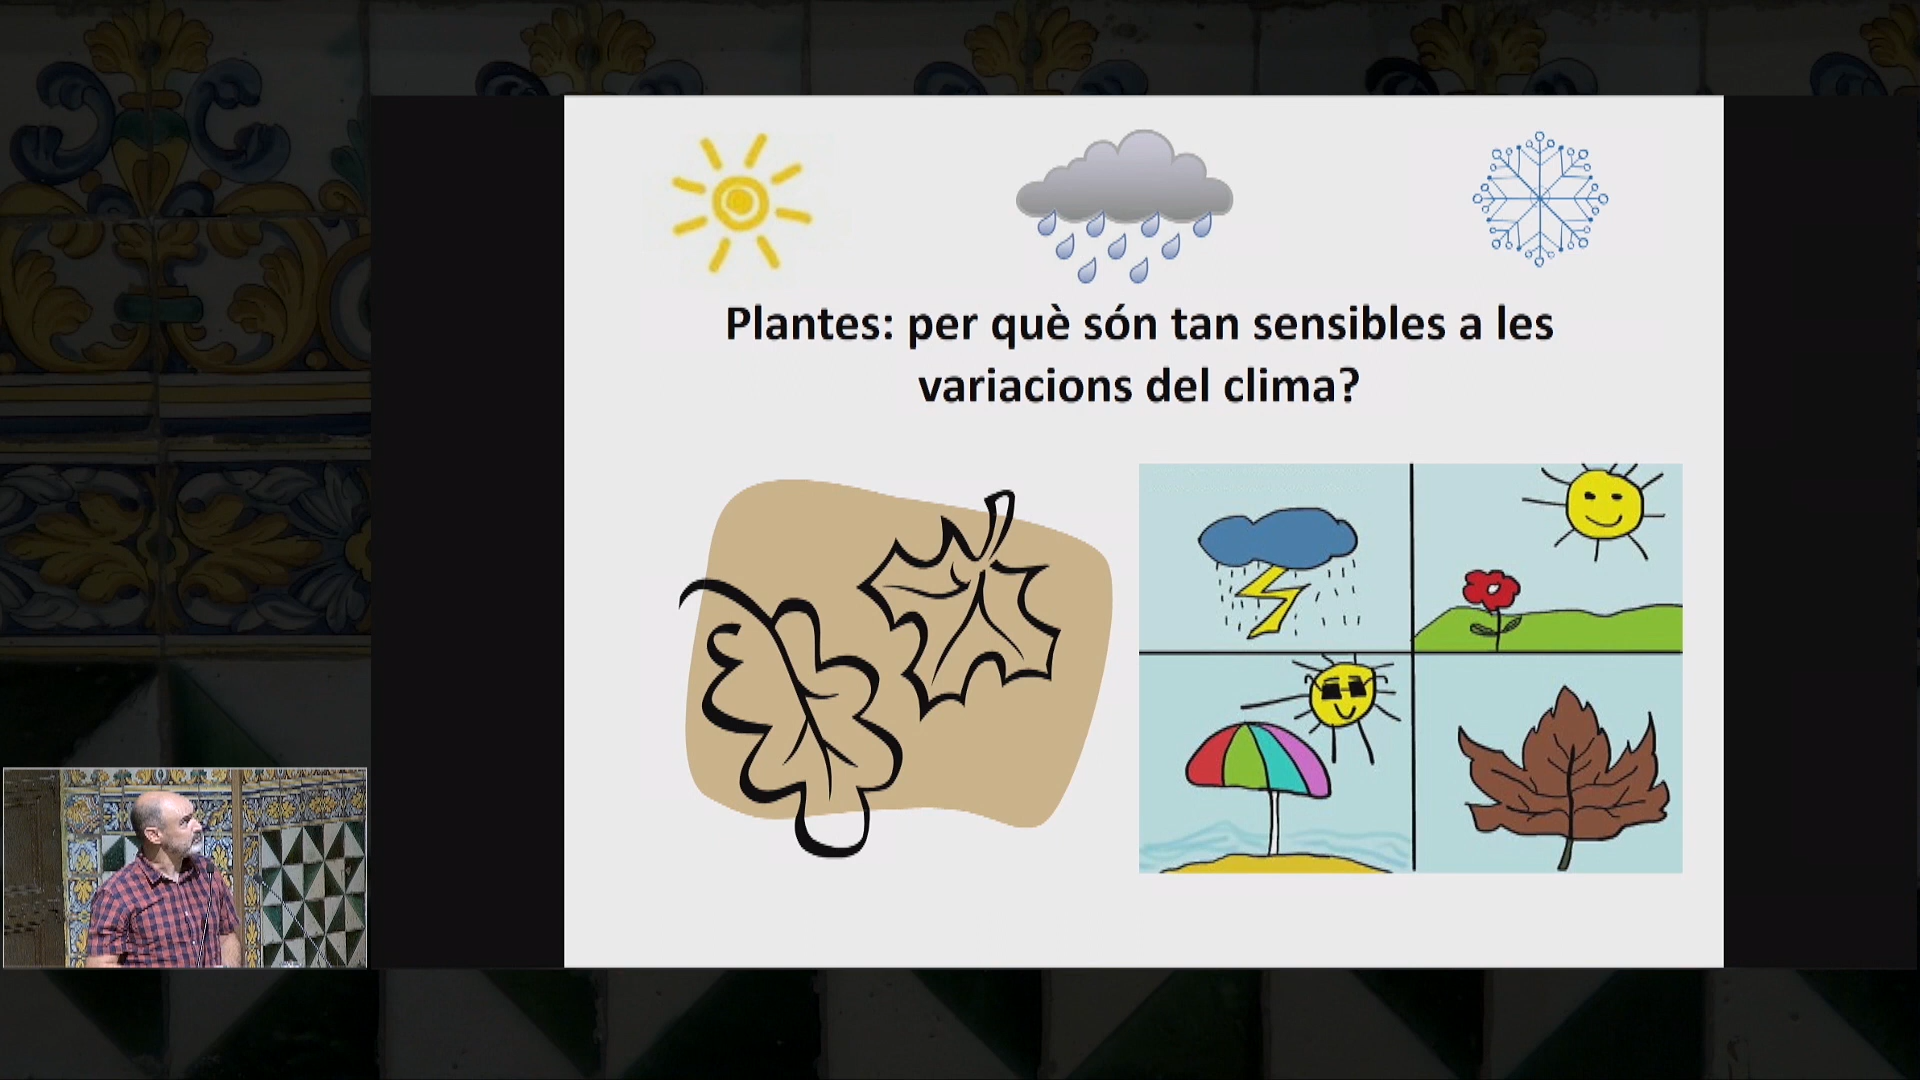 Plantes: per què són tan sensibles a les
variacions del clima?